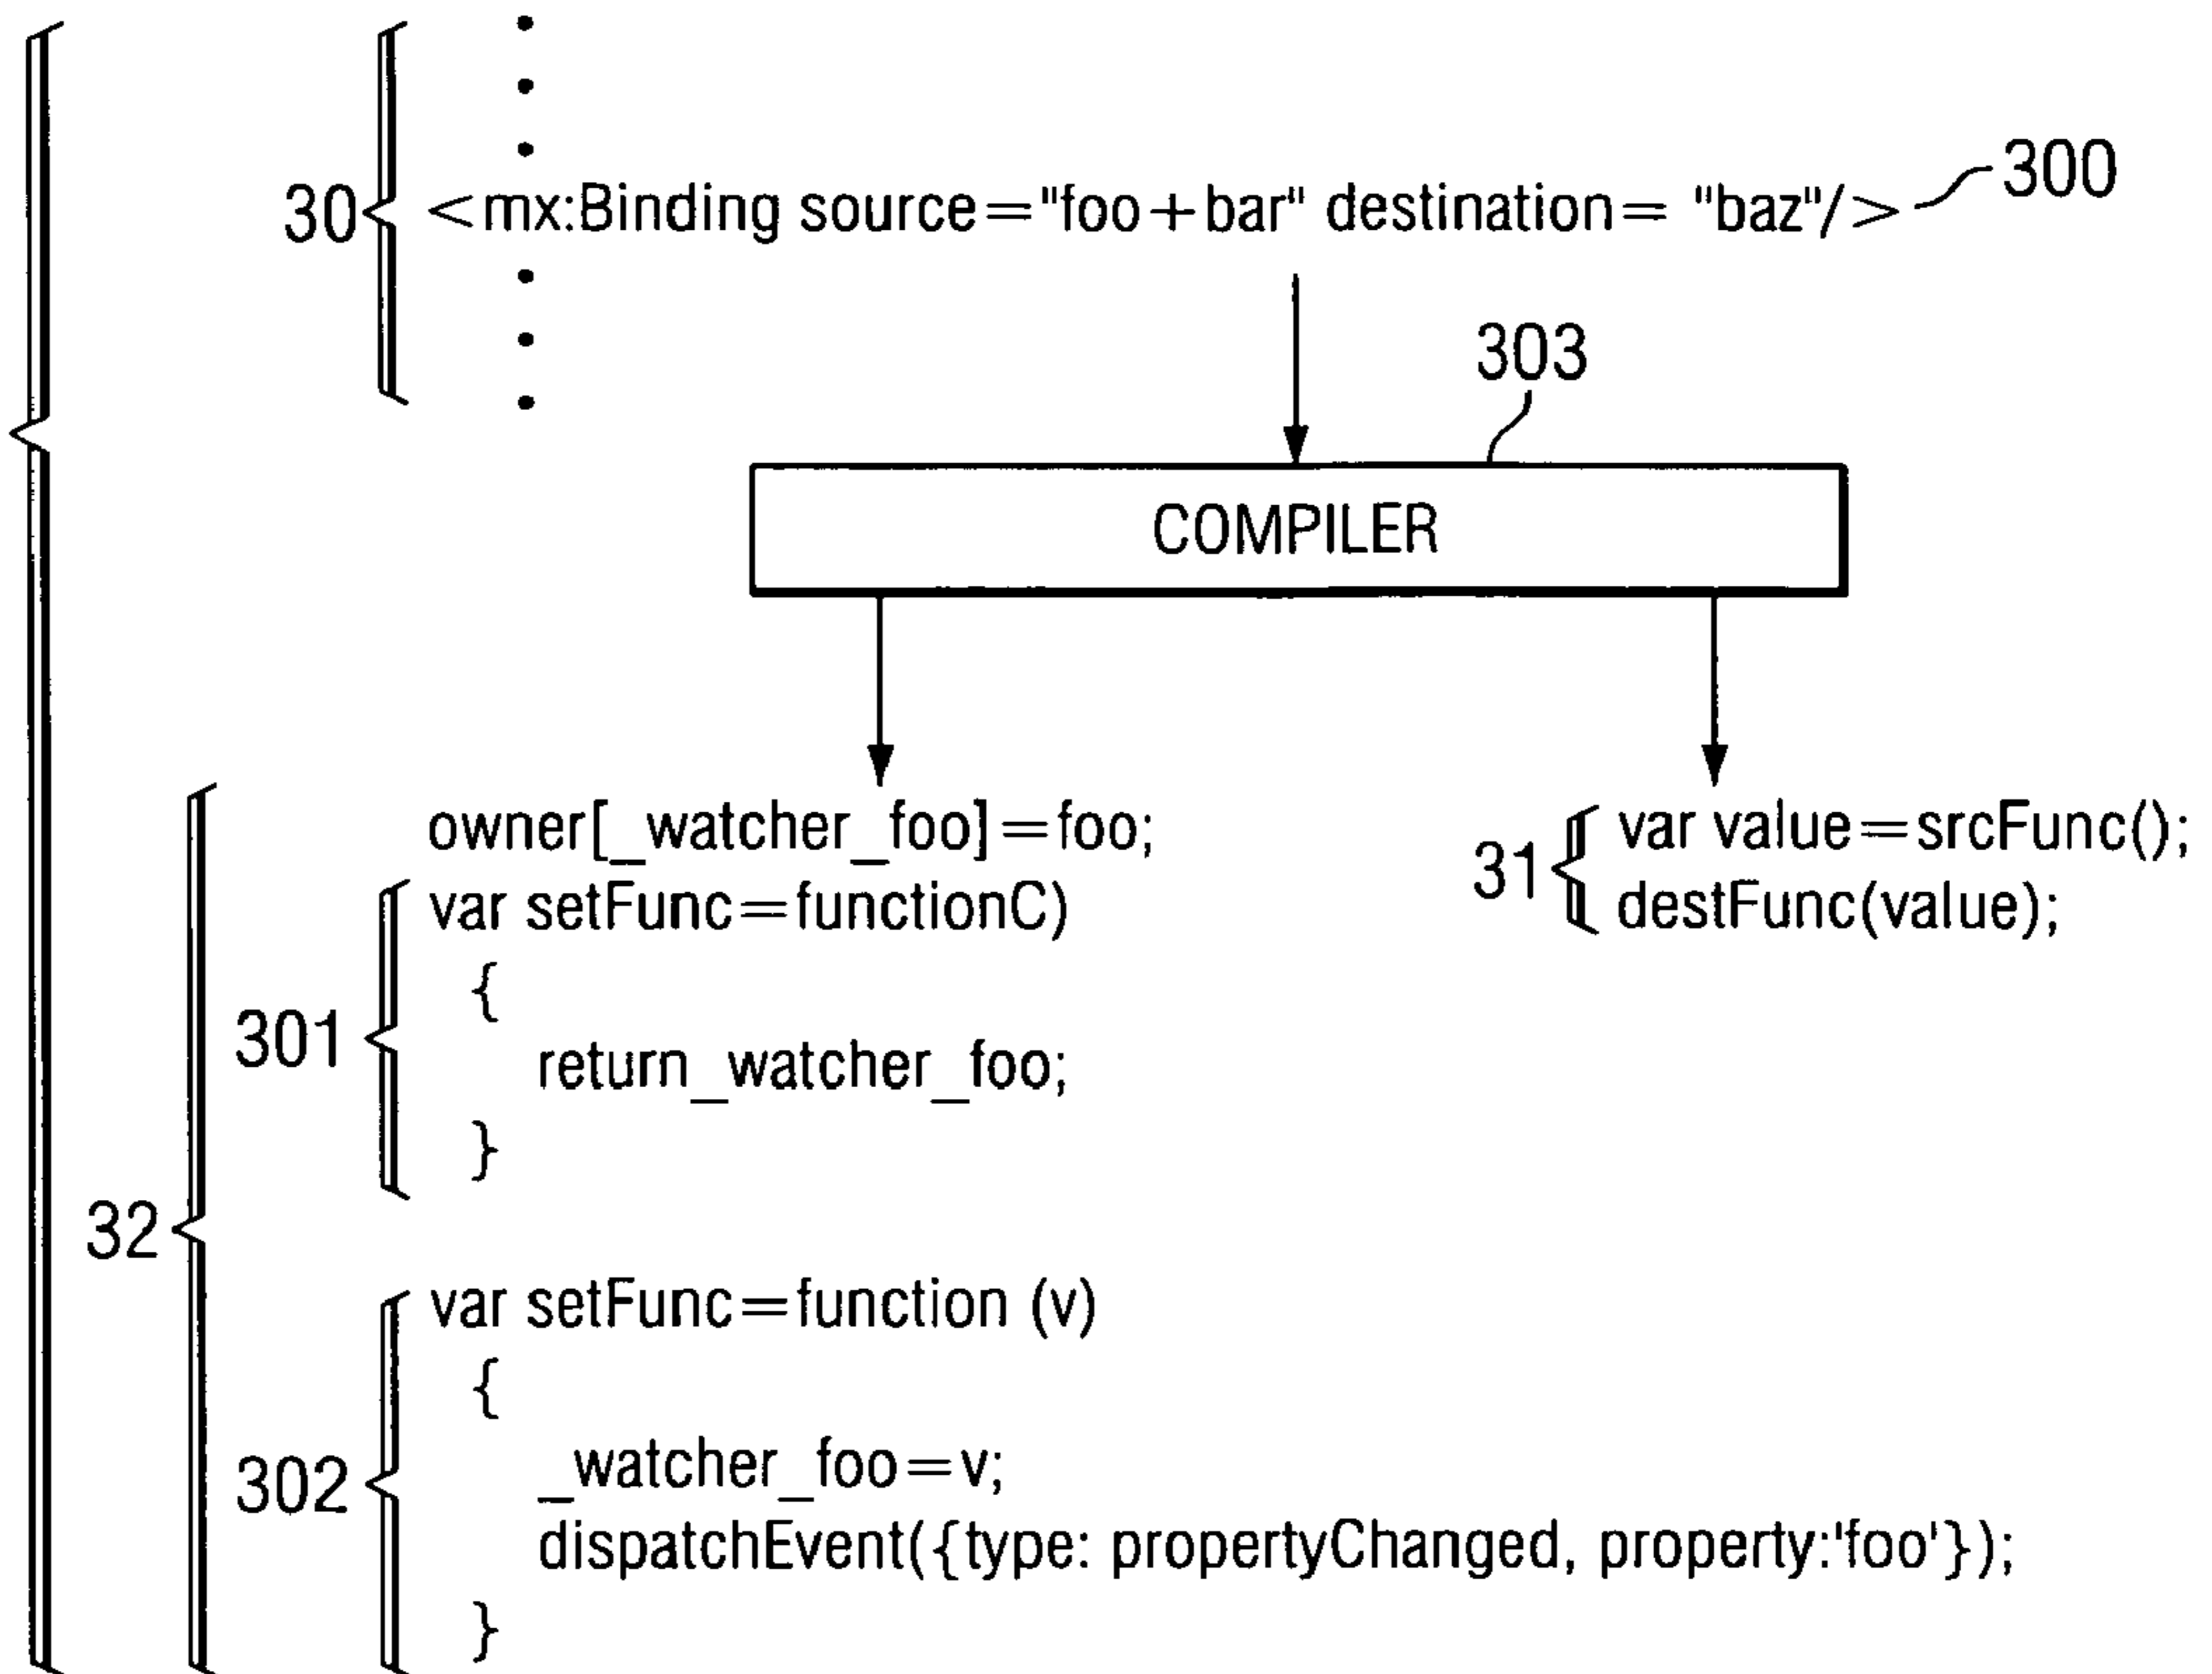 30 <mx:Binding source="foo+bar" destination= "baz"/> 300
303
COMPILER
owner[_watcher_foo]=foo;
var setFunc=functionC)
{
301
return_watcher_foo;
}
31
var value=srcFunc();
destFunc(value);
32
var setFunc=function (v)
{
302
_watcher_foo=v;
dispatchEvent({type: propertyChanged, property:'foo'});
}